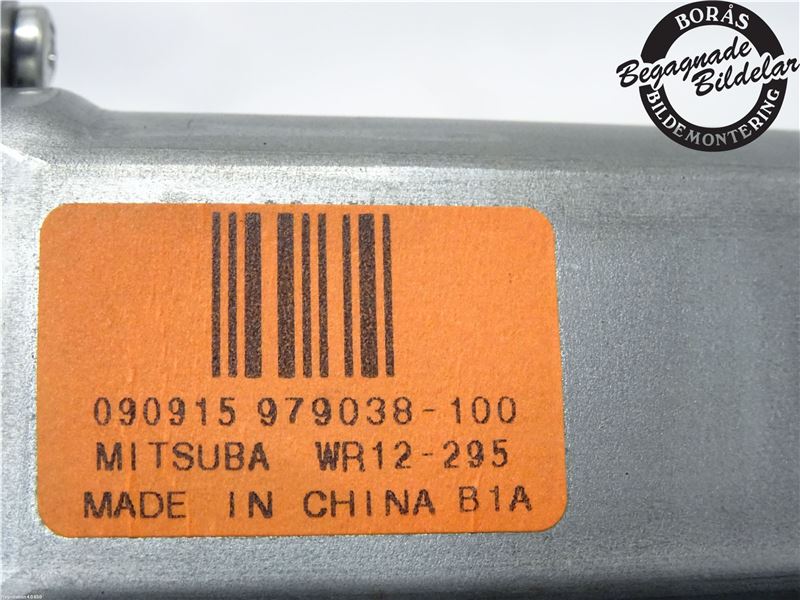 BORÅS
Begagnade
Bildelar
BILDEMONTERING
090915 979038-100
MITSUBA WR12-295
MADE IN CHINA B1A